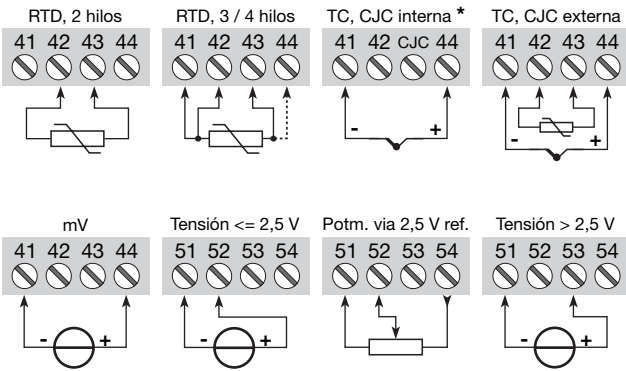 RTD, 2 hilos
41 42 43 44
RTD, 3 / 4 hilos
41 42 43 44
TC, CJC interna *
41 42 CJC 44
- +
TC, CJC externa
41 42 43 44
- +
mV
41 42 43 44
- +
Tensión <= 2,5 V
51 52 53 54
- +
Potm. via 2,5 V ref.
51 52 53 54
Tensión > 2,5 V
51 52 53 54
- +